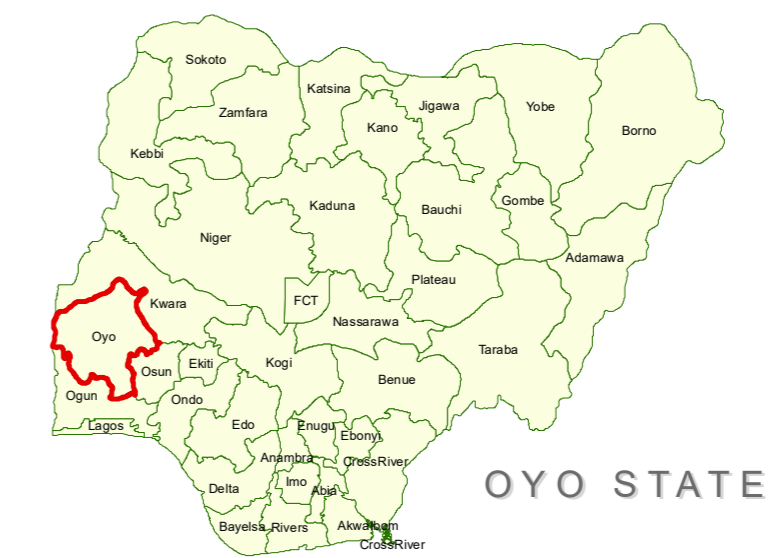 Sokoto
Katsina
Zamfara
Jigawa
Yobe
Kano
Borno
Kebbi
Kaduna
Bauchi
Gombe
Niger
Adamawa
Plateau
Kwara
FCT
Nassarawa
Oyo
Taraba
Osun
Ekiti
Kogi
Benue
Ogun
Ondo
Lagos
Edo
Enugu
Ebonyi
Anambra
CrossRiver
Imo
Abia
Delta
OYO STATE
Bayelsa
Rivers
AkwaIbom
CrossRiver